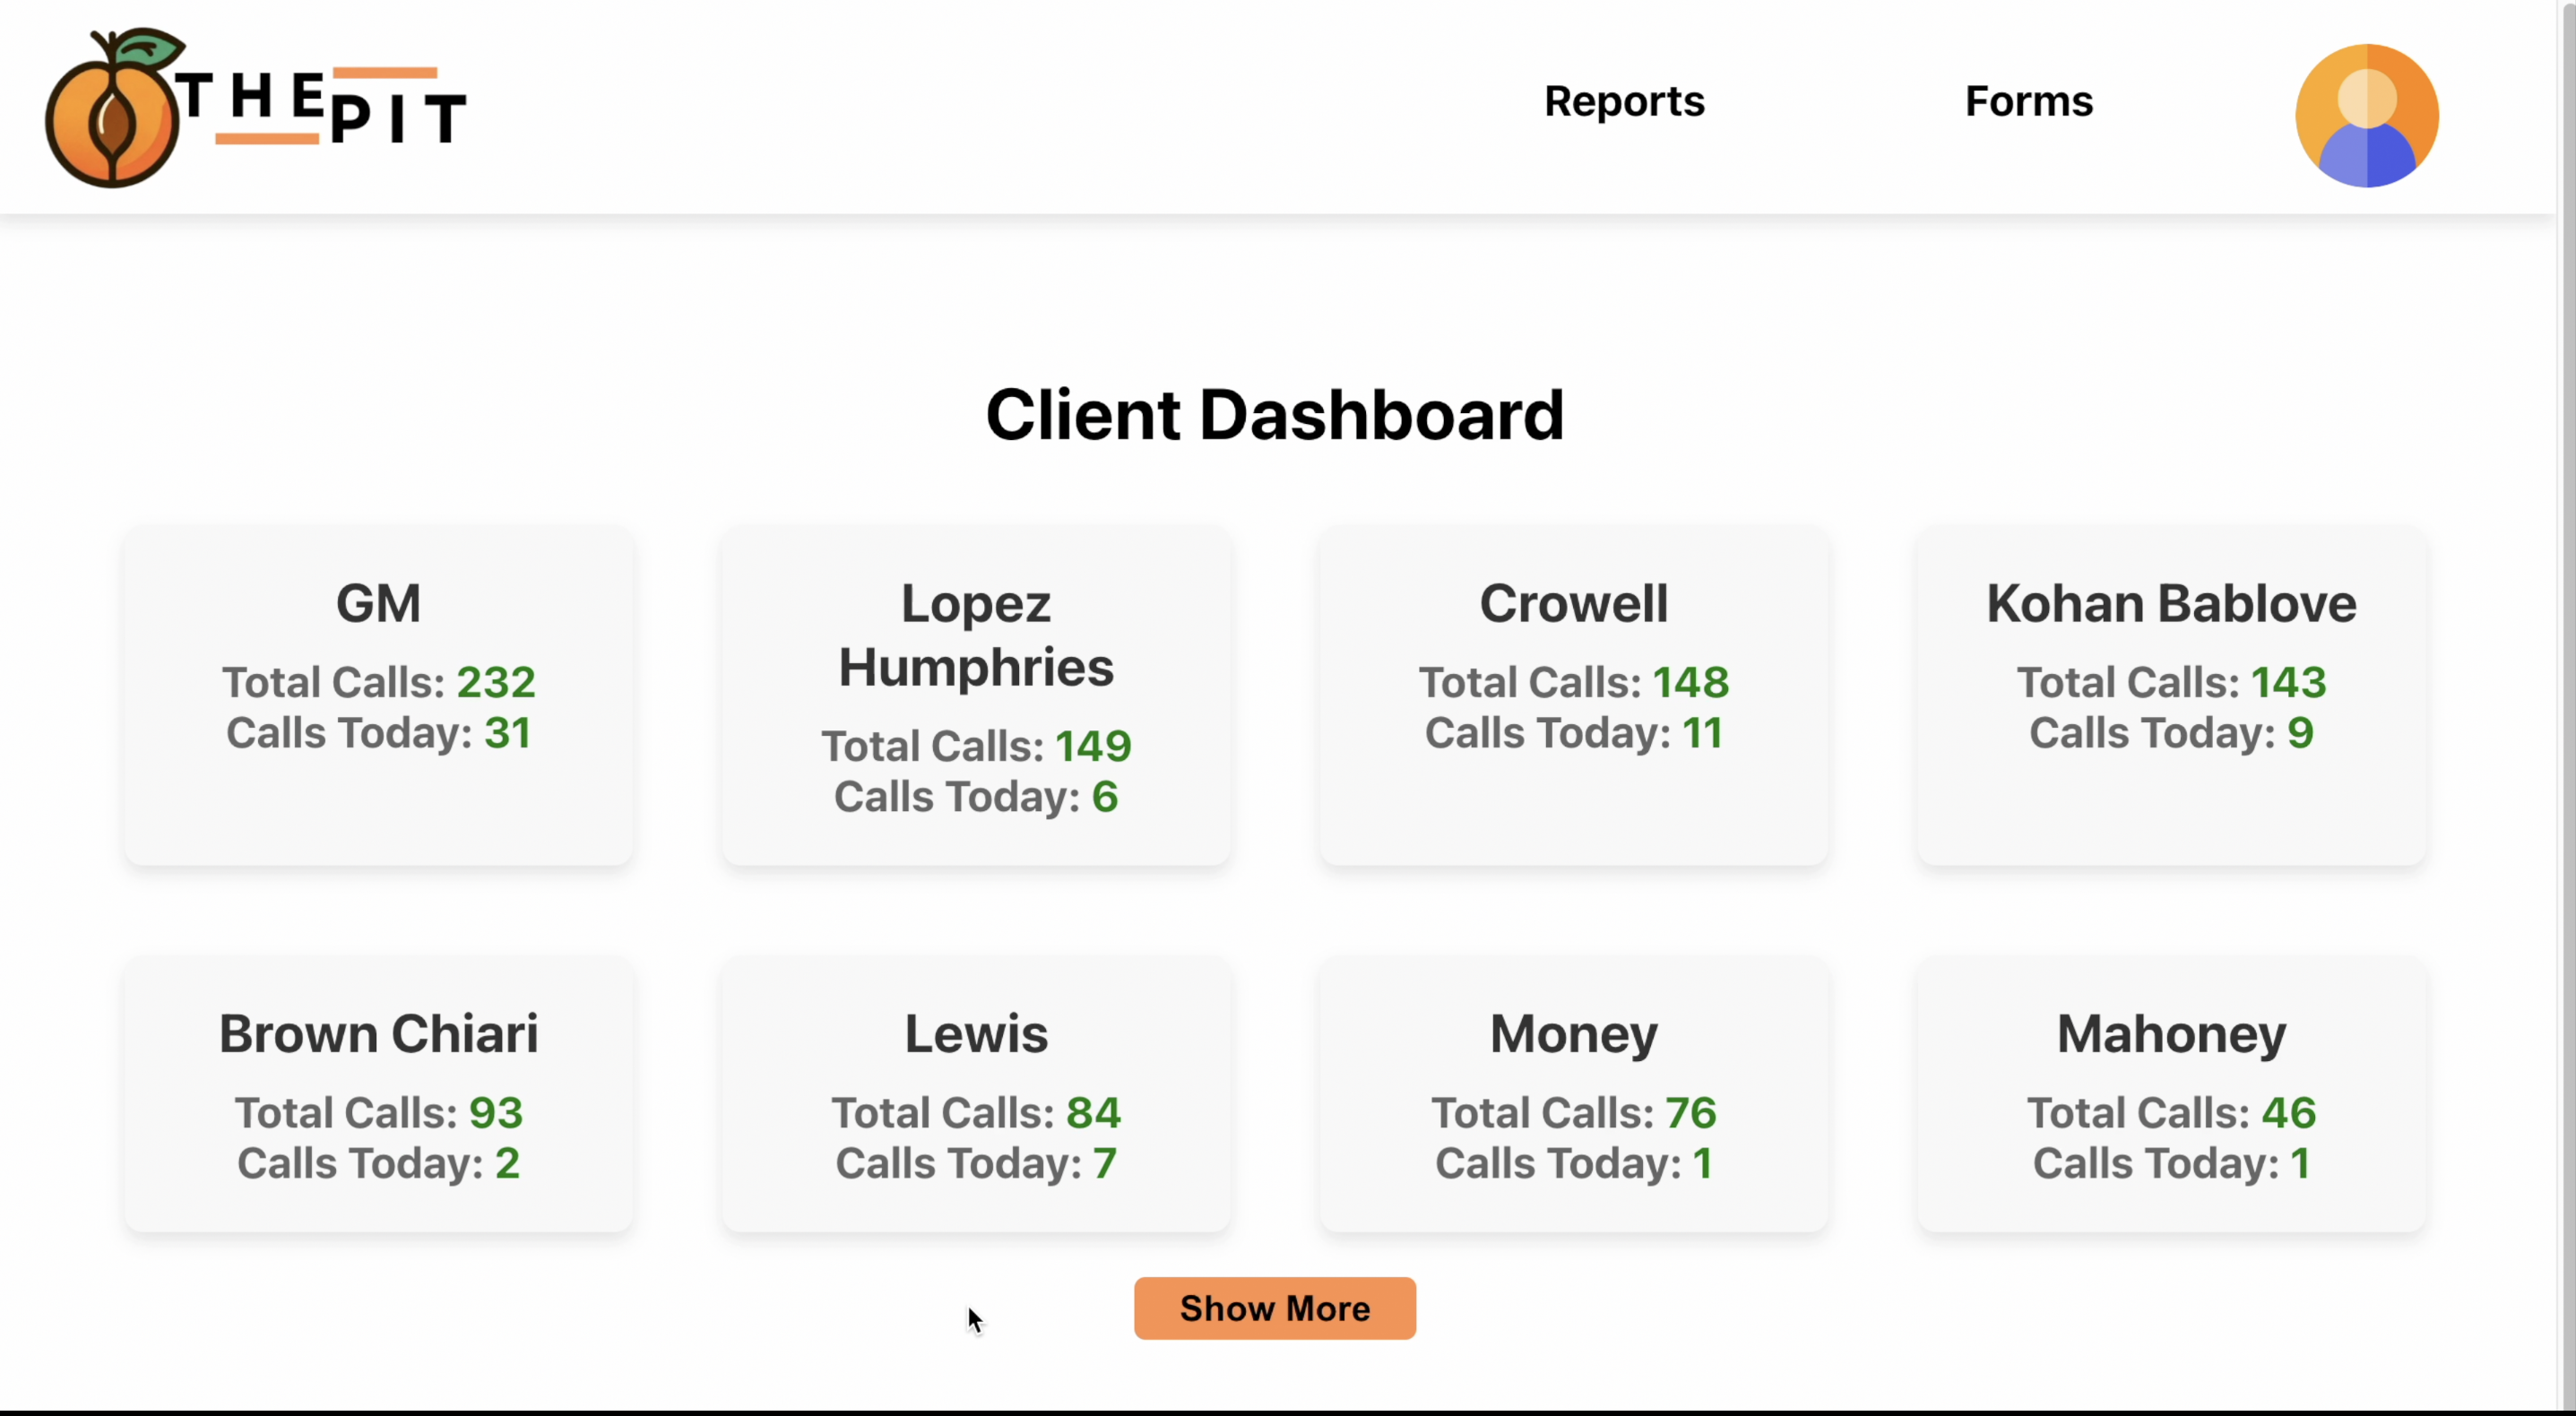 THE PIT
Reports
Forms
Client Dashboard
GM
Total Calls: 232
Calls Today: 31
Lopez
Humphries
Total Calls: 149
Calls Today: 6
Crowell
Total Calls: 148
Calls Today: 11
Kohan Bablove
Total Calls: 143
Calls Today: 9
Brown Chiari
Total Calls: 93
Calls Today: 2
Lewis
Total Calls: 84
Calls Today: 7
Money
Total Calls: 76
Calls Today: 1
Mahoney
Total Calls: 46
Calls Today: 1
Show More